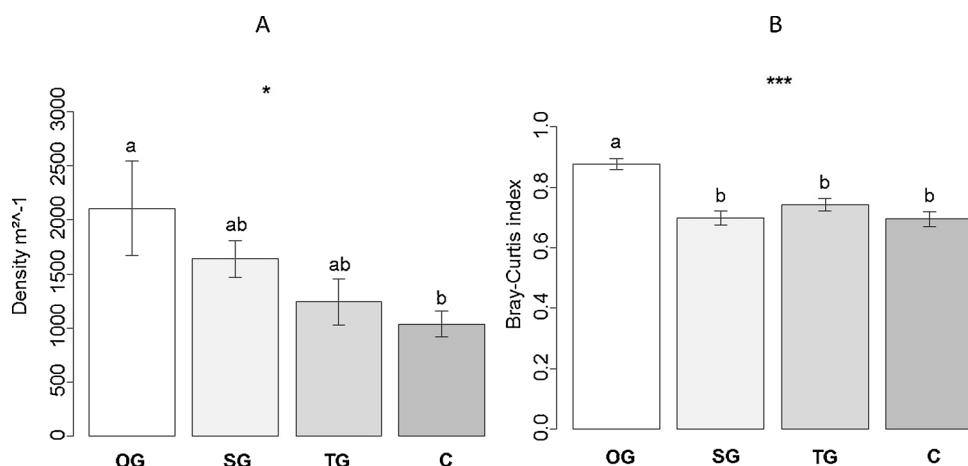 A
*
3000
2500
2000
1500
1000
500
0
Density m²^-1
a
ab
ab
b
OG SG TG C
B
***
1.0
0.8
0.6
0.4
0.2
0.0
Bray-Curtis index
a
b
b
b
OG SG TG C